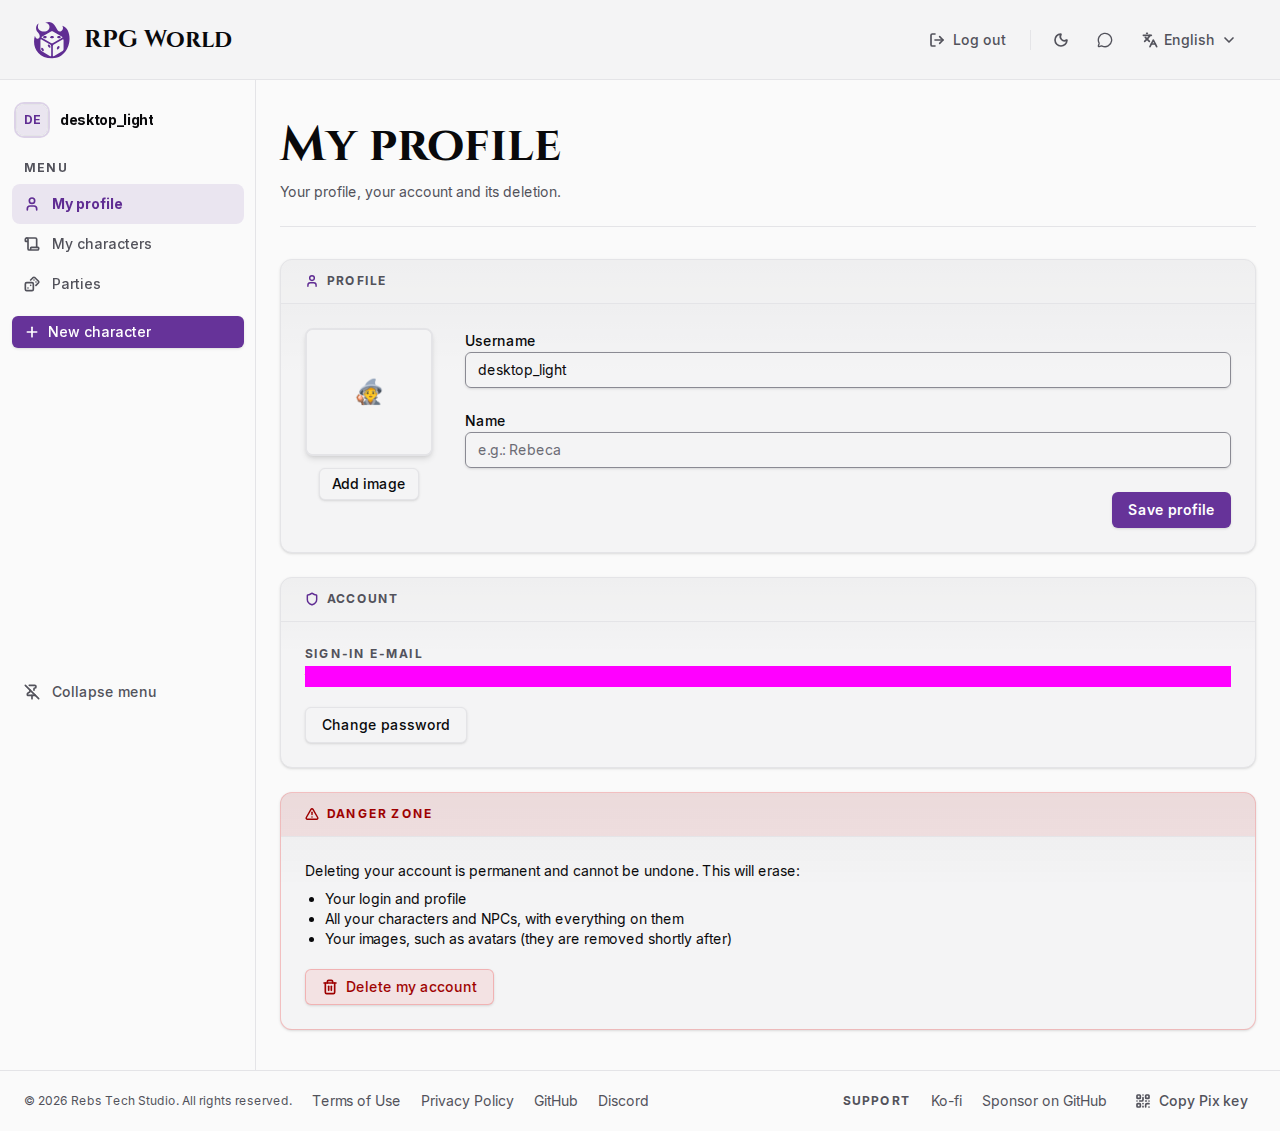 RPG World
Log out
English
DE
desktop_light
MENU
My profile
My characters
Parties
New character
Collapse menu
My profile
Your profile, your account and its deletion.
PROFILE
Username
desktop_light
Name
e.g.: Rebeca
Add image
Save profile
ACCOUNT
SIGN-IN E-MAIL
Change password
DANGER ZONE
Deleting your account is permanent and cannot be undone. This will erase:
• Your login and profile
• All your characters and NPCs, with everything on them
• Your images, such as avatars (they are removed shortly after)
Delete my account
© 2026 Rebs Tech Studio. All rights reserved. Terms of Use Privacy Policy GitHub Discord SUPPORT Ko-fi Sponsor on GitHub Copy Pix key